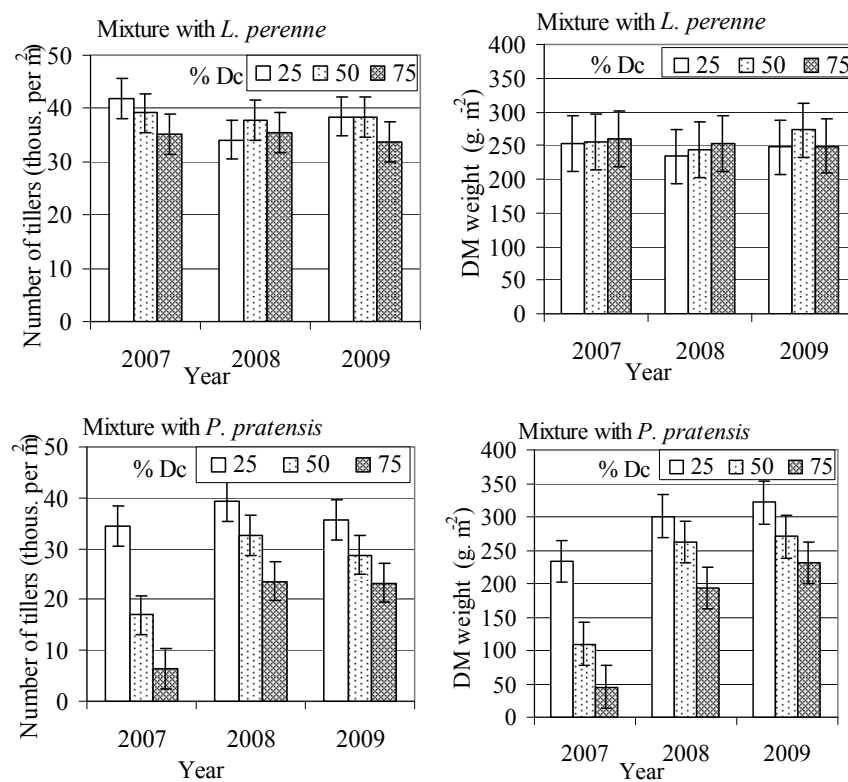 Mixture with L. perenne
% Dc 25 50 75
Number of tillers (thous. per m²)
50
40
30
20
10
0
2007 2008 2009
Year
Mixture with L. perenne
% Dc 25 50 75
DM weight (g. m⁻²)
400
350
300
250
200
150
100
50
0
2007 2008 2009
Year
Mixture with P. pratensis
% Dc 25 50 75
Number of tillers (thous. per m²)
50
40
30
20
10
0
2007 2008 2009
Year
Mixture with P. pratensis
% Dc 25 50 75
DM weight (g. m⁻²)
400
350
300
250
200
150
100
50
0
2007 2008 2009
Year